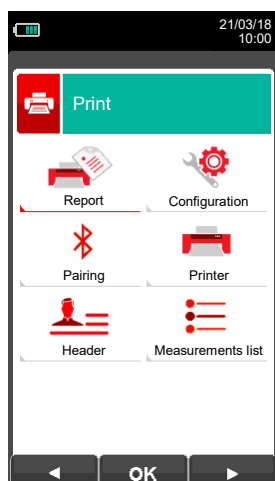 21/03/18
10:00
Print
Report
Configuration
Pairing
Printer
Header
Measurements list
OK